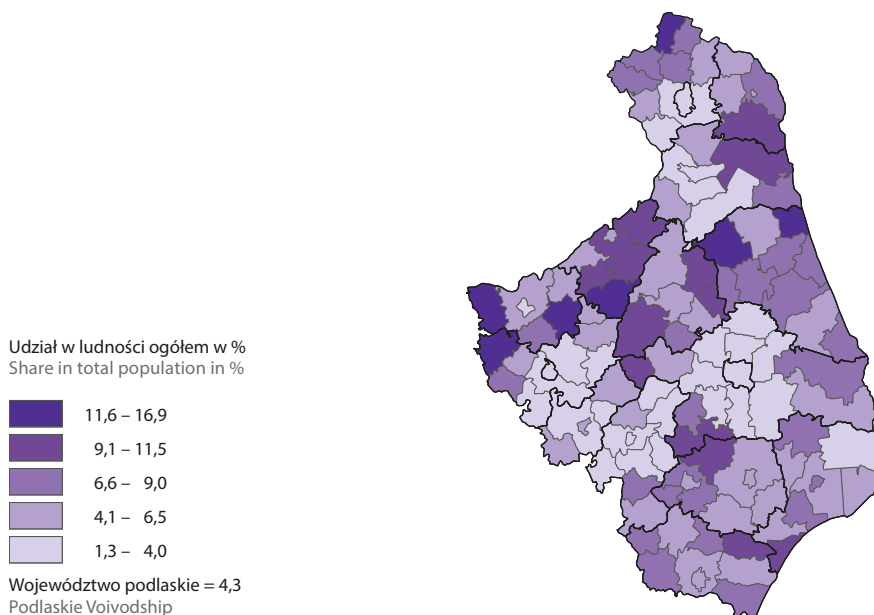 Udział w ludności ogółem w %
Share in total population in %
11,6 – 16,9
9,1 – 11,5
6,6 – 9,0
4,1 – 6,5
1,3 – 4,0
Województwo podlaskie = 4,3
Podlaskie Voivodship